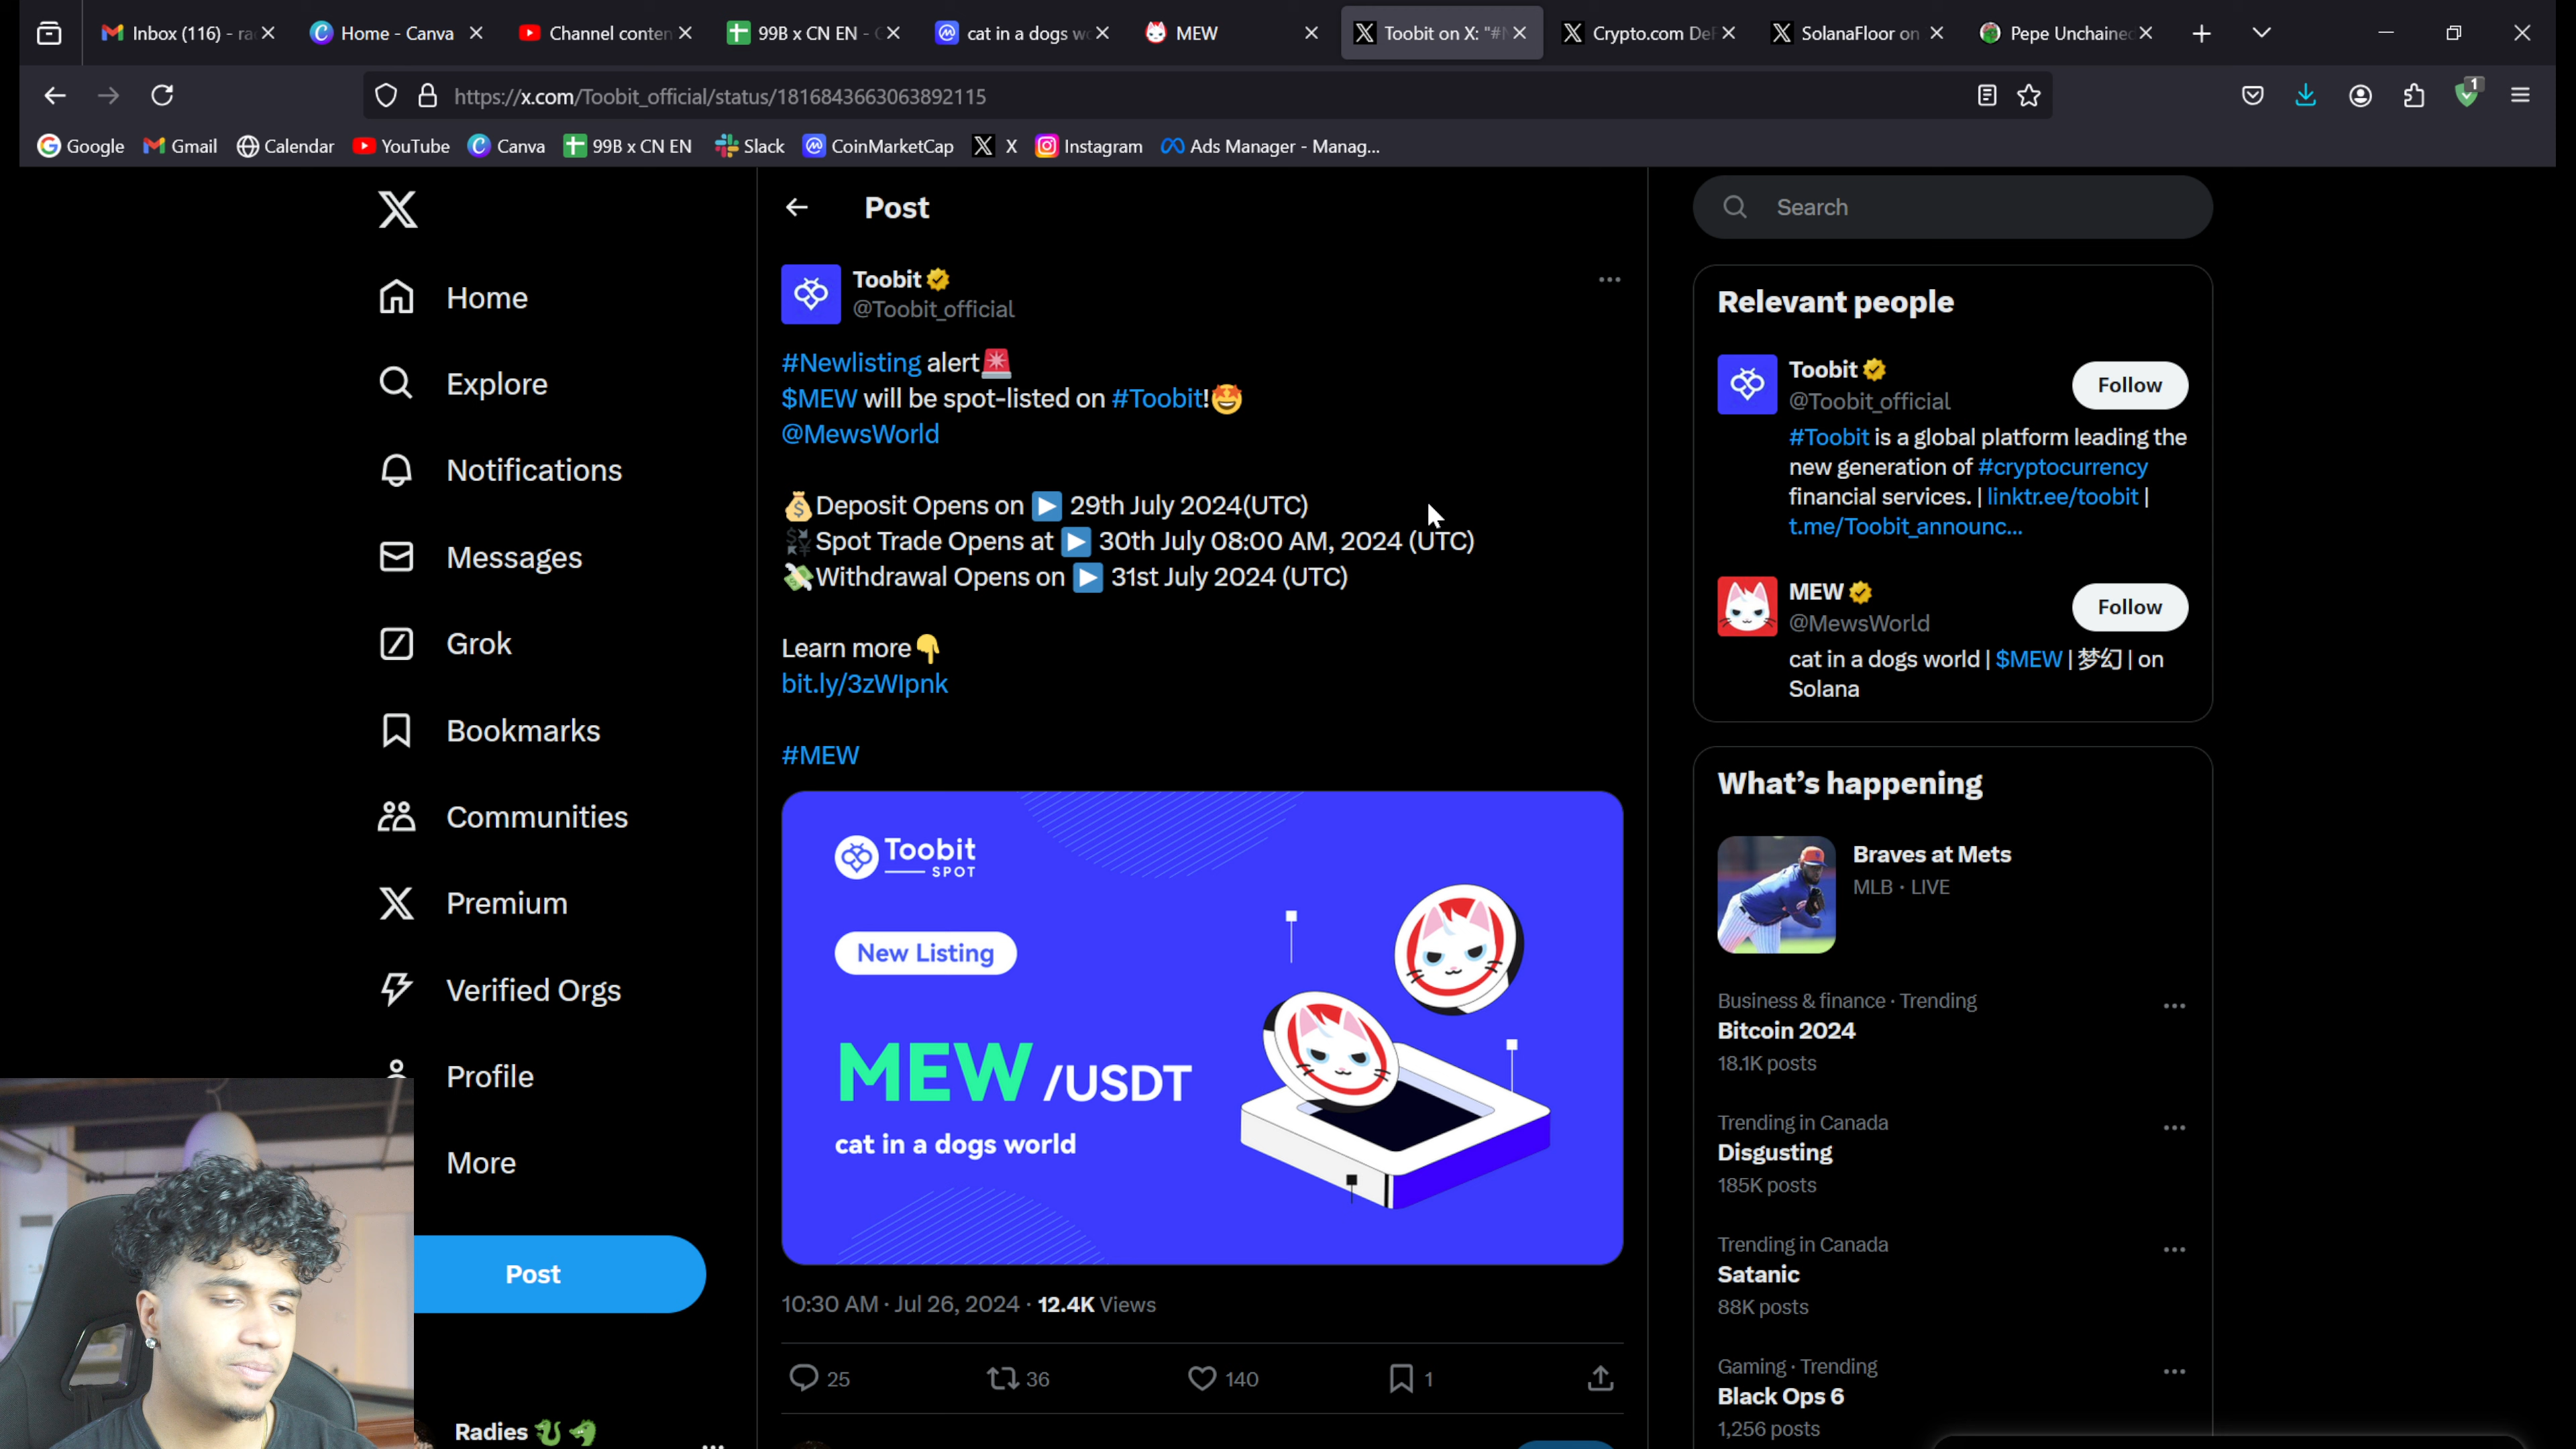 Inbox (116) - ra
Home - Canva
Channel conten
99B x CN EN -
cat in a dogs wo
MEW
Toobit on X: "#N
Crypto.com DeF
SolanaFloor on
Pepe Unchained
https://x.com/Toobit_official/status/1816843663063892115
1
Google
Gmail
Calendar
YouTube
Canva
99B x CN EN
Slack
CoinMarketCap
X
Instagram
Ads Manager - Manag...
Home
Explore
Notifications
Messages
Grok
Bookmarks
Communities
Premium
Verified Orgs
Profile
More
Post
Radies
Post
Toobit
@Toobit_official
#Newlisting alert🚨
$MEW will be spot-listed on #Toobit!🤩
@MewsWorld
💰Deposit Opens on ▶️ 29th July 2024(UTC)
💱Spot Trade Opens at ▶️ 30th July 08:00 AM, 2024 (UTC)
💸Withdrawal Opens on ▶️ 31st July 2024 (UTC)
Learn more👇
bit.ly/3zWIpnk
#MEW
Toobit
SPOT
New Listing
MEW /USDT
cat in a dogs world
10:30 AM · Jul 26, 2024 · 12.4K Views
25
36
140
1
Search
Relevant people
Toobit
Follow
@Toobit_official
#Toobit is a global platform leading the
new generation of #cryptocurrency
financial services. | linktr.ee/toobit |
t.me/Toobit_announc...
MEW
Follow
@MewsWorld
cat in a dogs world | $MEW | 梦幻 | on
Solana
What's happening
Braves at Mets
MLB · LIVE
Business & finance · Trending
Bitcoin 2024
18.1K posts
Trending in Canada
Disgusting
185K posts
Trending in Canada
Satanic
88K posts
Gaming · Trending
Black Ops 6
1,256 posts